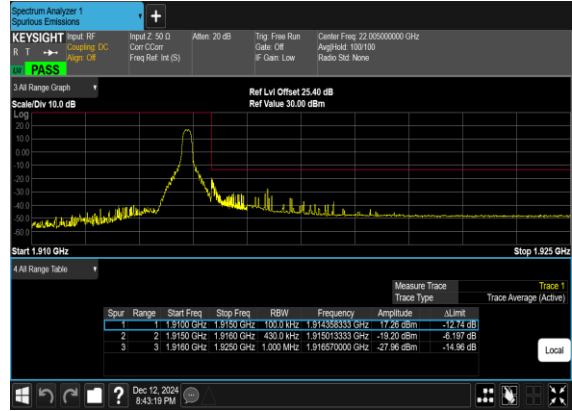 Spectrum Analyzer 1
Spurious Emissions
KEYSIGHT Input: RF Input Z: 50 Ω Atten: 20 dB Trig: Free Run Center Freq: 22.005000000 GHz
R T Coupling: DC Corr CCorr Gate: Off Avg|Hold: 100/100
Align: Off Freq Ref: Int (S) IF Gain: Low Radio Std: None
LW PASS
3 All Range Graph
Ref Lvl Offset 25.40 dB
Scale/Div 10.0 dB Ref Value 30.00 dBm
Log
20.0
10.0
0.00
-10.0
-20.0
-30.0
-40.0
-50.0
-60.0
Start 1.910 GHz Stop 1.925 GHz
4 All Range Table
Measure Trace Trace 1
Trace Type Trace Average (Active)
Spur Range Start Freq Stop Freq RBW Frequency Amplitude ΔLimit
1 1 1.9100 GHz 1.9150 GHz 100.0 kHz 1.914358333 GHz 17.26 dBm -12.74 dB
2 2 1.9150 GHz 1.9160 GHz 430.0 kHz 1.915013333 GHz -19.20 dBm -6.197 dB
3 3 1.9160 GHz 1.9250 GHz 1.000 MHz 1.916570000 GHz -27.96 dBm -14.96 dB
Local
? Dec 12, 2024
8:43:19 PM